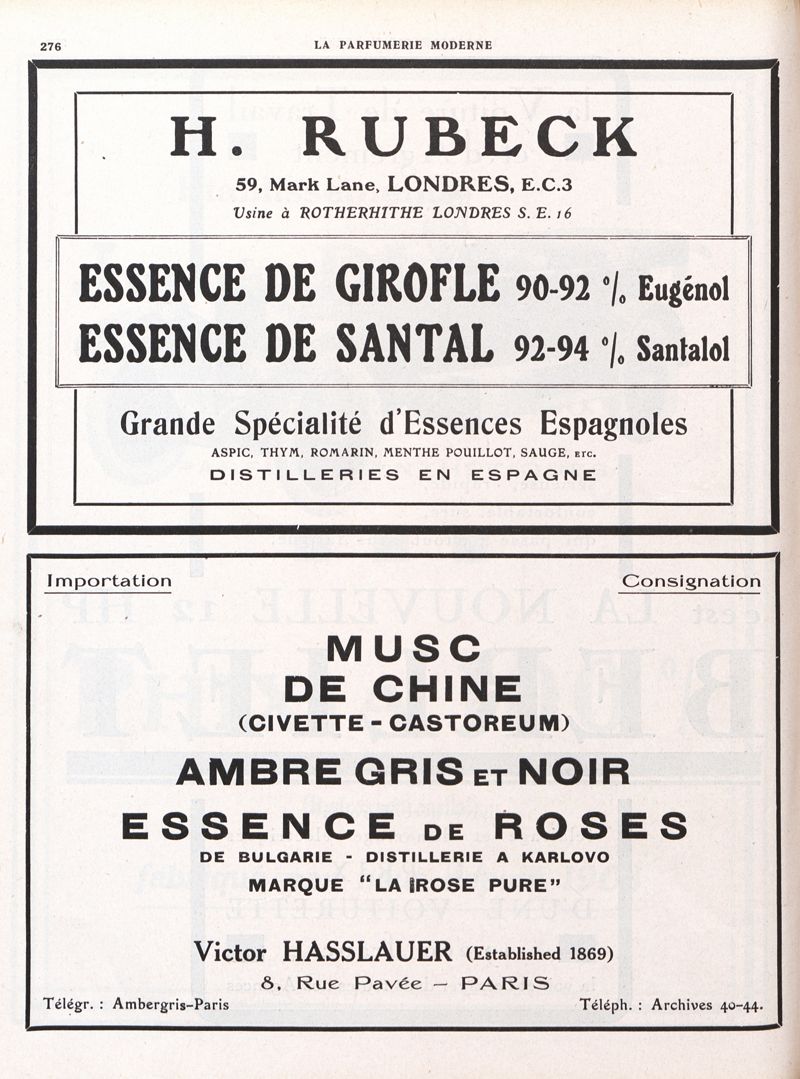 276
LA PARFUMERIE MODERNE
H. RUBECK
59, Mark Lane, LONDRES, E.C.3
Usine à ROTHERHITHE LONDRES S. E. 16
ESSENCE DE GIROFLE 90-92 % Eugénol
ESSENCE DE SANTAL 92-94 % Santalol
Grande Spécialité d'Essences Espagnoles
ASPIC, THYM, ROMARIN, MENTHE POUILLOT, SAUGE, ETC.
DISTILLERIES EN ESPAGNE
Importation
Consignation
MUSC
DE CHINE
(CIVETTE - CASTOREUM)
AMBRE GRIS ET NOIR
ESSENCE DE ROSES
DE BULGARIE - DISTILLERIE A KARLOVO
MARQUE "LA ROSE PURE"
Victor HASSLAUER (Established 1869)
8, Rue Pavée — PARIS
Télégr. : Ambergris-Paris
Téléph. : Archives 40-44.